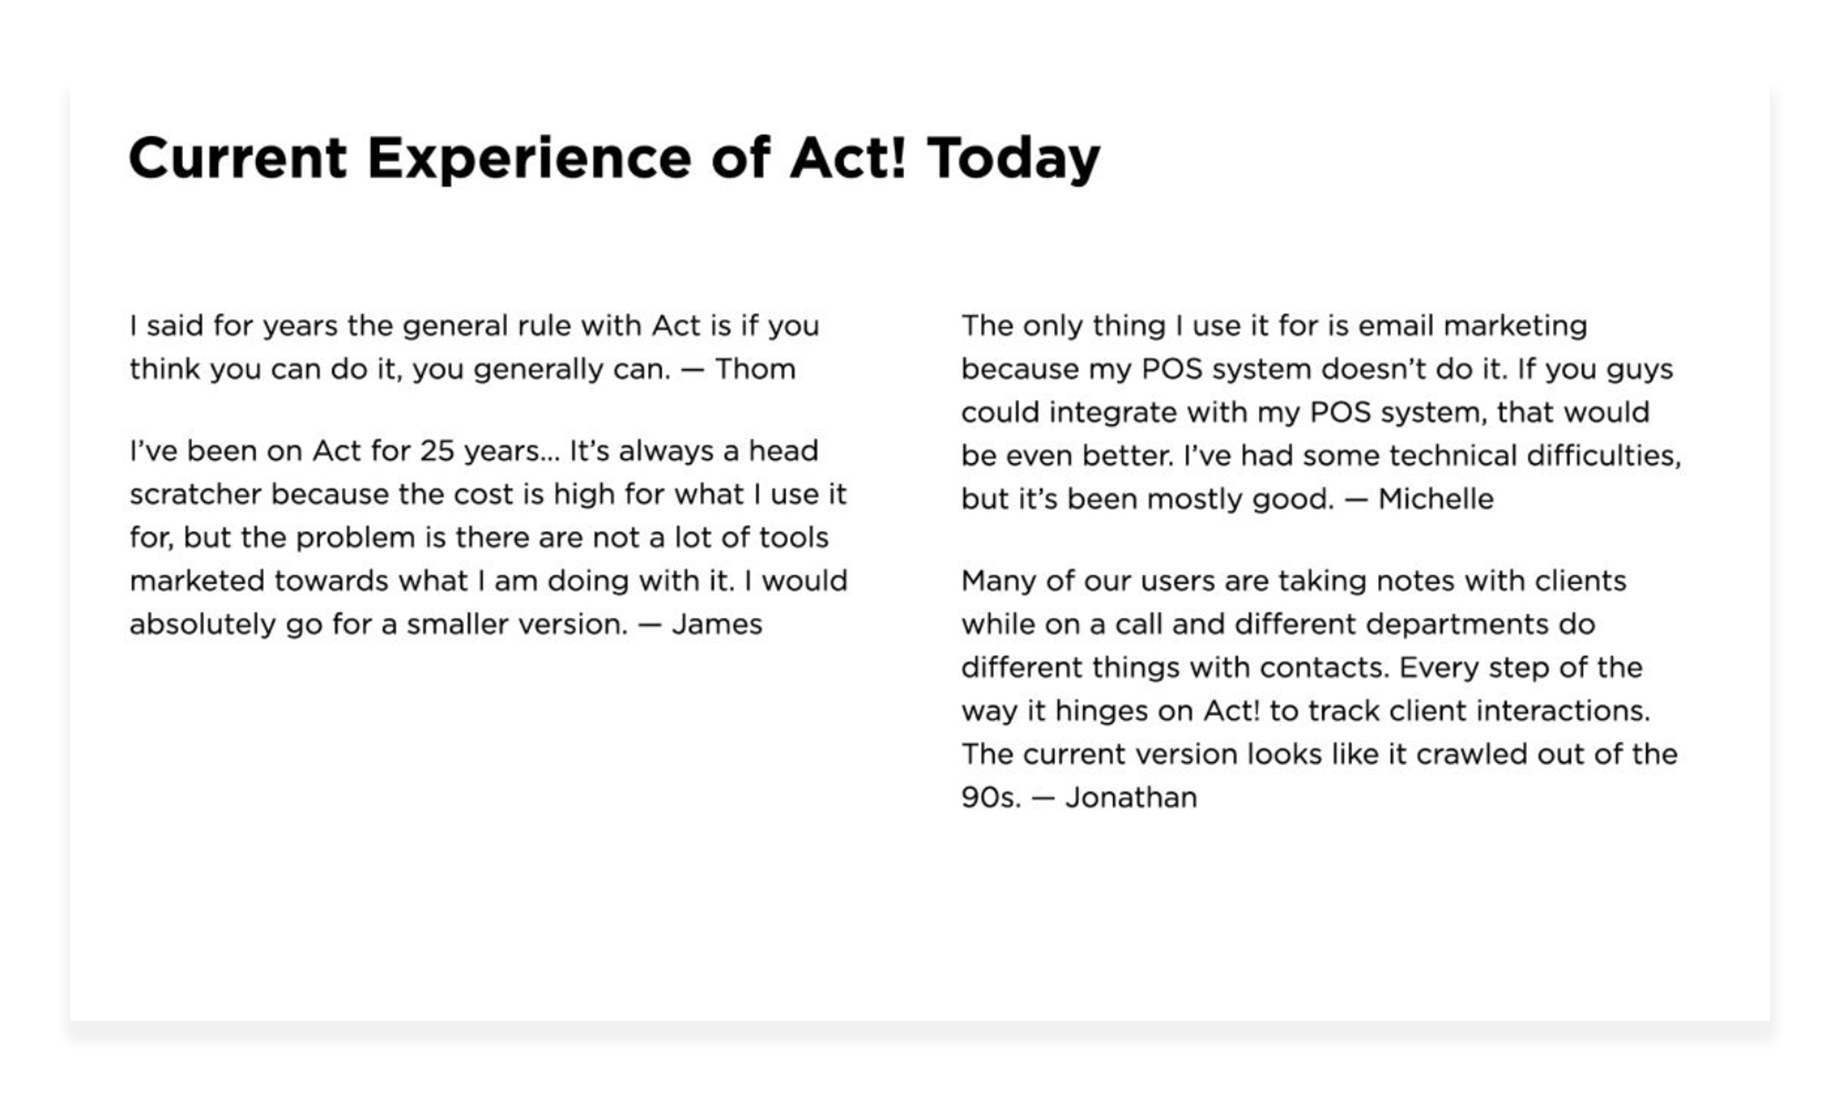 Current Experience of Act! Today
I said for years the general rule with Act is if you
think you can do it, you generally can. — Thom
I’ve been on Act for 25 years... It’s always a head
scratcher because the cost is high for what I use it
for, but the problem is there are not a lot of tools
marketed towards what I am doing with it. I would
absolutely go for a smaller version. — James
The only thing I use it for is email marketing
because my POS system doesn’t do it. If you guys
could integrate with my POS system, that would
be even better. I’ve had some technical difficulties,
but it’s been mostly good. — Michelle
Many of our users are taking notes with clients
while on a call and different departments do
different things with contacts. Every step of the
way it hinges on Act! to track client interactions.
The current version looks like it crawled out of the
90s. — Jonathan